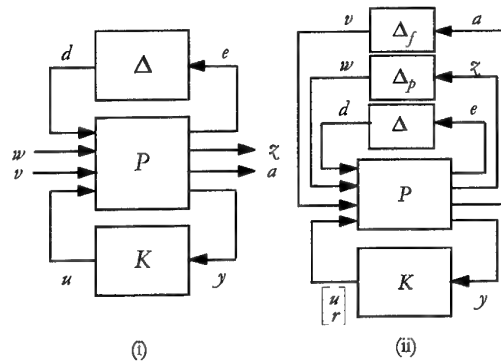 d Δ e
w P z
v a
u K y
(i)
v Δ_f a
w Δ_p z
d Δ e
P
[u r] K y
(ii)